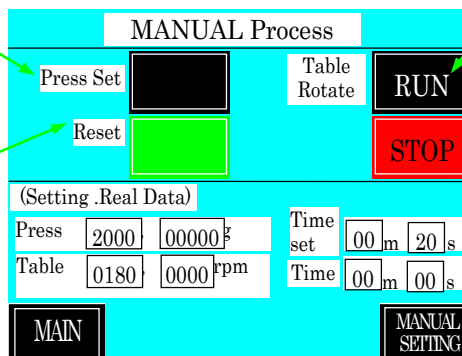 MANUAL Process
Press Set
Table
Rotate
RUN
Reset
STOP
(Setting .Real Data)
Press 2000 00000 g
Time
set 00 m 20 s
Table 0180 0000 rpm
Time 00 m 00 s
MAIN
MANUAL
SETTING